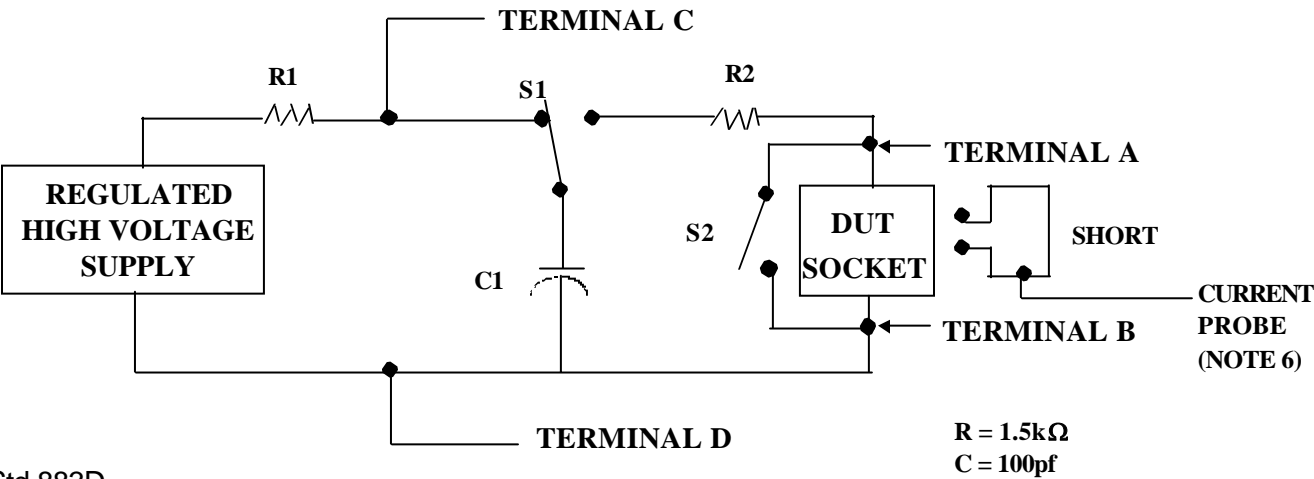 TERMINAL C
R1
S1
R2
TERMINAL A
REGULATED
HIGH VOLTAGE
SUPPLY
C1
S2
DUT
SOCKET
SHORT
CURRENT
PROBE
(NOTE 6)
TERMINAL B
TERMINAL D
R = 1.5kΩ
C = 100pf